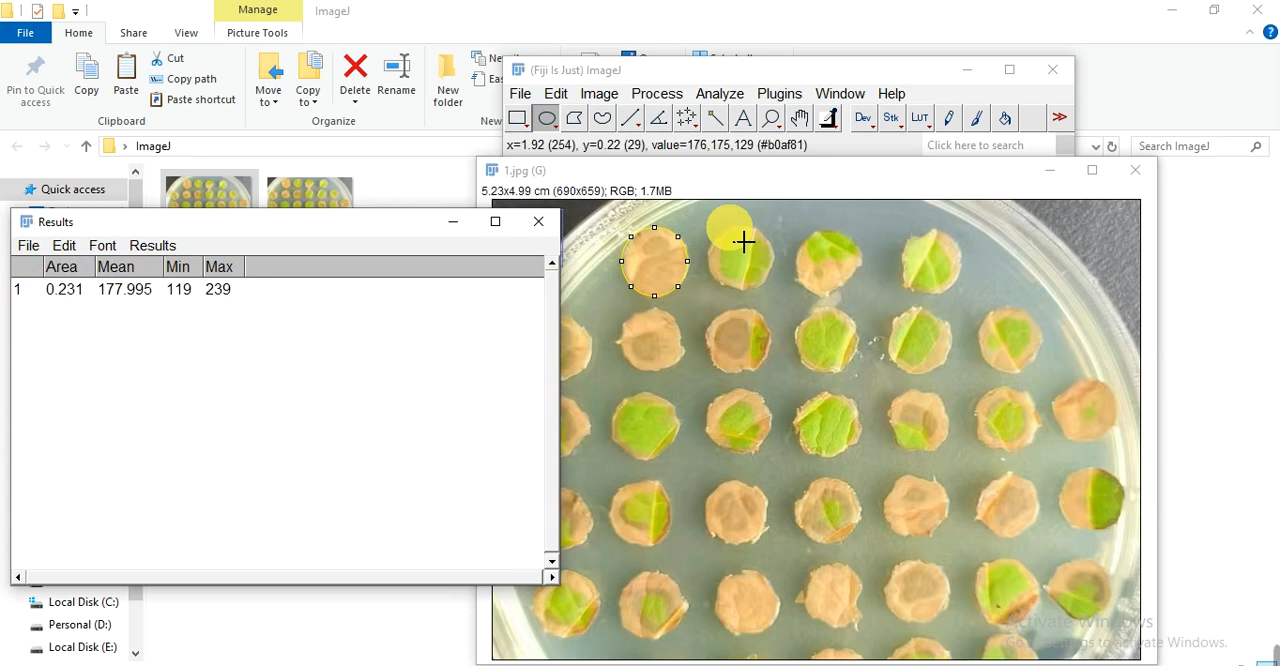 Manage
ImageJ
File
Home
Share
View
Picture Tools
Pin to Quick access
Copy
Paste
Cut
Copy path
Paste shortcut
Clipboard
Move to
Copy to
Delete
Rename
Organize
New folder
New
(Fiji Is Just) ImageJ
File Edit Image Process Analyze Plugins Window Help
Dev Stk LUT
x=1.92 (254), y=0.22 (29), value=176,175,129 (#b0af81)
Click here to search
ImageJ
Search ImageJ
Quick access
1.jpg (G)
5.23x4.99 cm (690x659); RGB; 1.7MB
Results
File Edit Font Results
Area Mean Min Max
1 0.231 177.995 119 239
Local Disk (C:)
Personal (D:)
Local Disk (E:)
Activate Windows
Go to Settings to activate Windows.